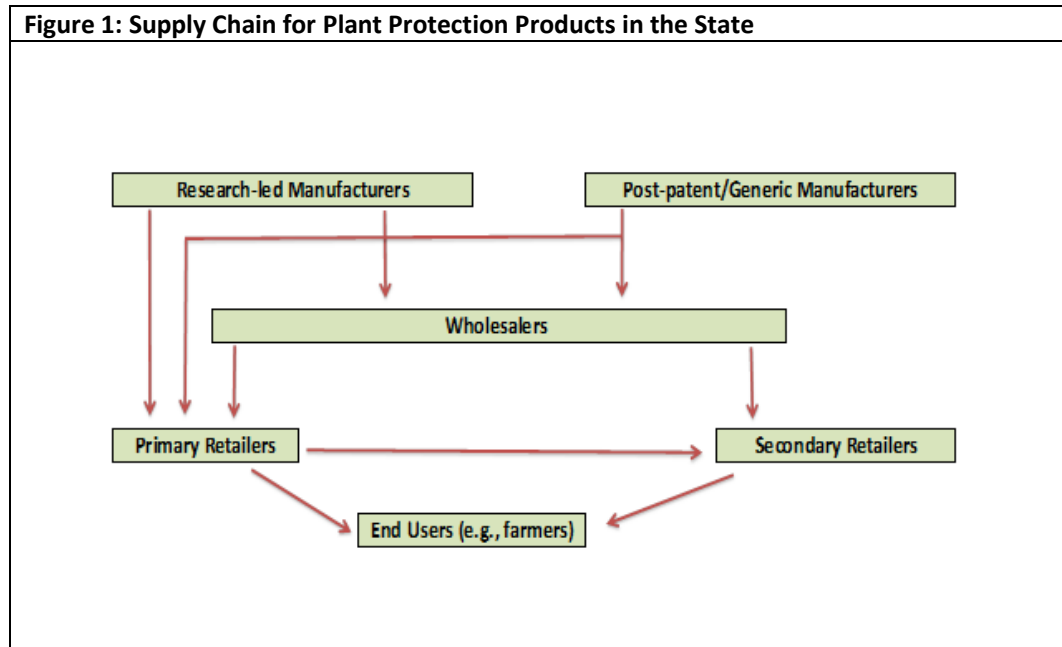 Figure 1: Supply Chain for Plant Protection Products in the State
Research-led Manufacturers
Post-patent/Generic Manufacturers
Wholesalers
Primary Retailers
Secondary Retailers
End Users (e.g., farmers)